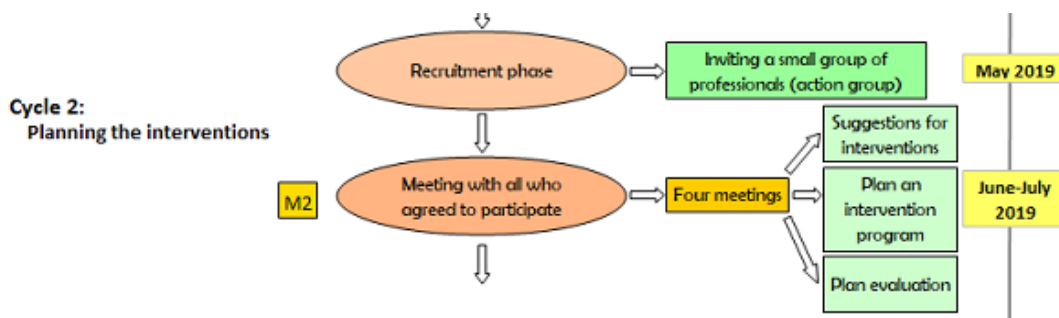 Recruitment phase
Inviting a small group of
professionals (action group)
May 2019
Cycle 2:
Planning the interventions
Suggestions for
interventions
M2
Meeting with all who
agreed to participate
Four meetings
Plan an
intervention
program
June-July
2019
Plan evaluation